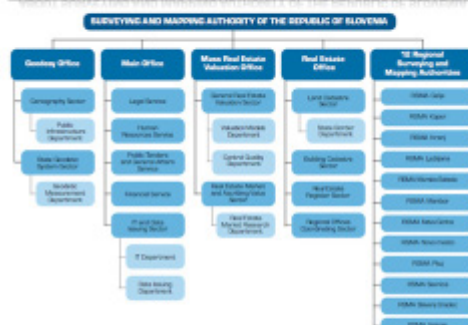 SURVEYING AND MAPPING AUTHORITY OF THE REPUBLIC OF SLOVENIA
Geodesy Office
Main Office
Mass Real Estate
Valuation Office
Real Estate
Office
12 Regional
Surveying and
Mapping Authorities
Cartography Sector
Public
Infrastructure
Department
State Geodetic
System Sector
Geodetic
Measurement
Department
Legal Service
Human
Resources Service
Public Tenders
and General Affairs
Service
Financial Service
IT and Data
Issuing Sector
IT Department
Data Issuing
Department
General Real Estate
Valuation Sector
Valuation Models
Department
Control Quality
Department
Real Estate Market
Sector
Real Estate
Market Research
Department
Land Cadastre
Sector
State Border
Department
Building Cadastre
Sector
Real Estate
Register Sector
Regional Offices
Coordinating Sector
RSMA Celje
RSMA Koper
RSMA Kranj
RSMA Ljubljana
RSMA Murska Sobota
RSMA Maribor
RSMA Nova Gorica
RSMA Novo mesto
RSMA Ptuj
RSMA Sevnica
RSMA Slovenj Gradec